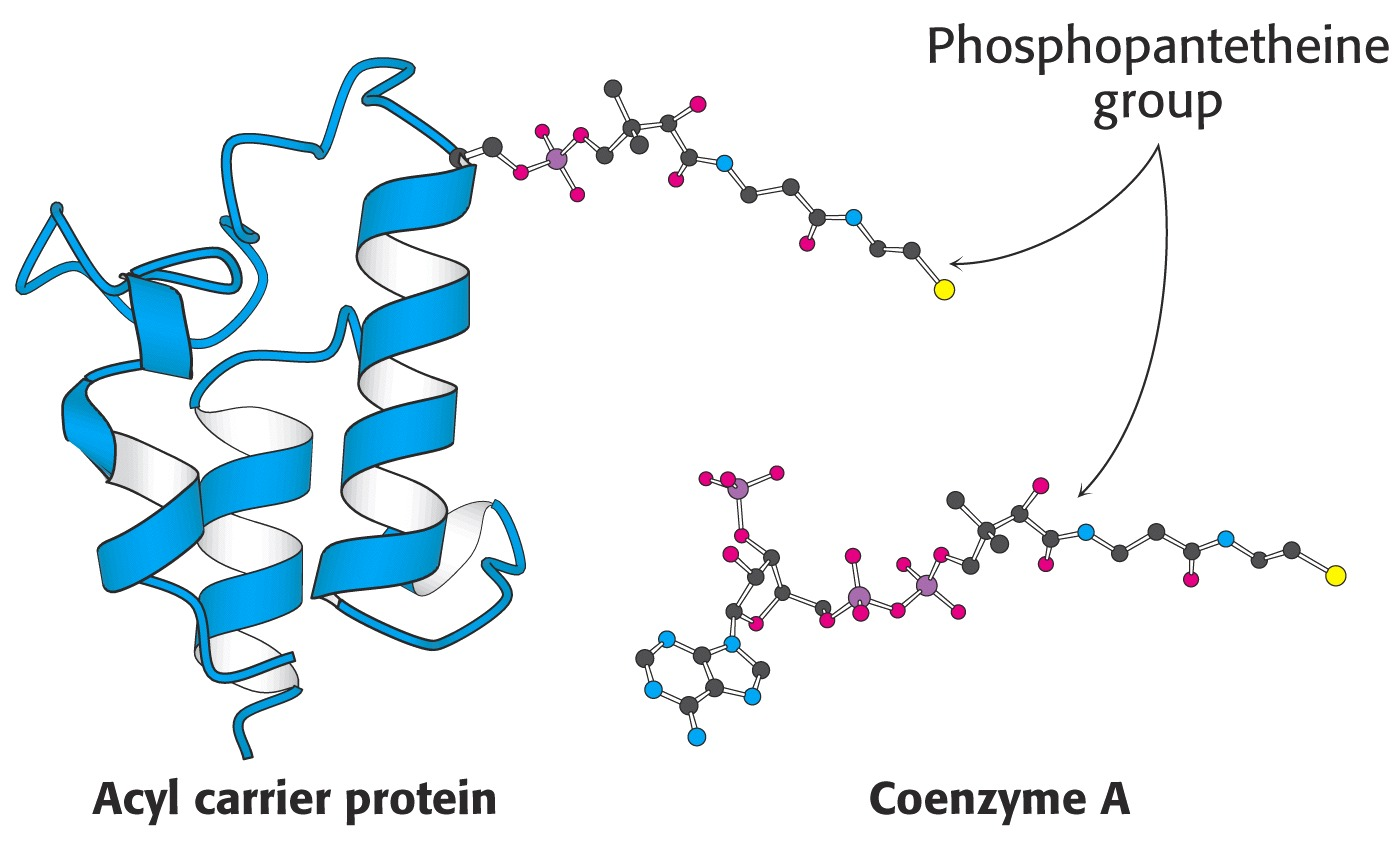 Phosphopantetheine
group
Acyl carrier protein
Coenzyme A